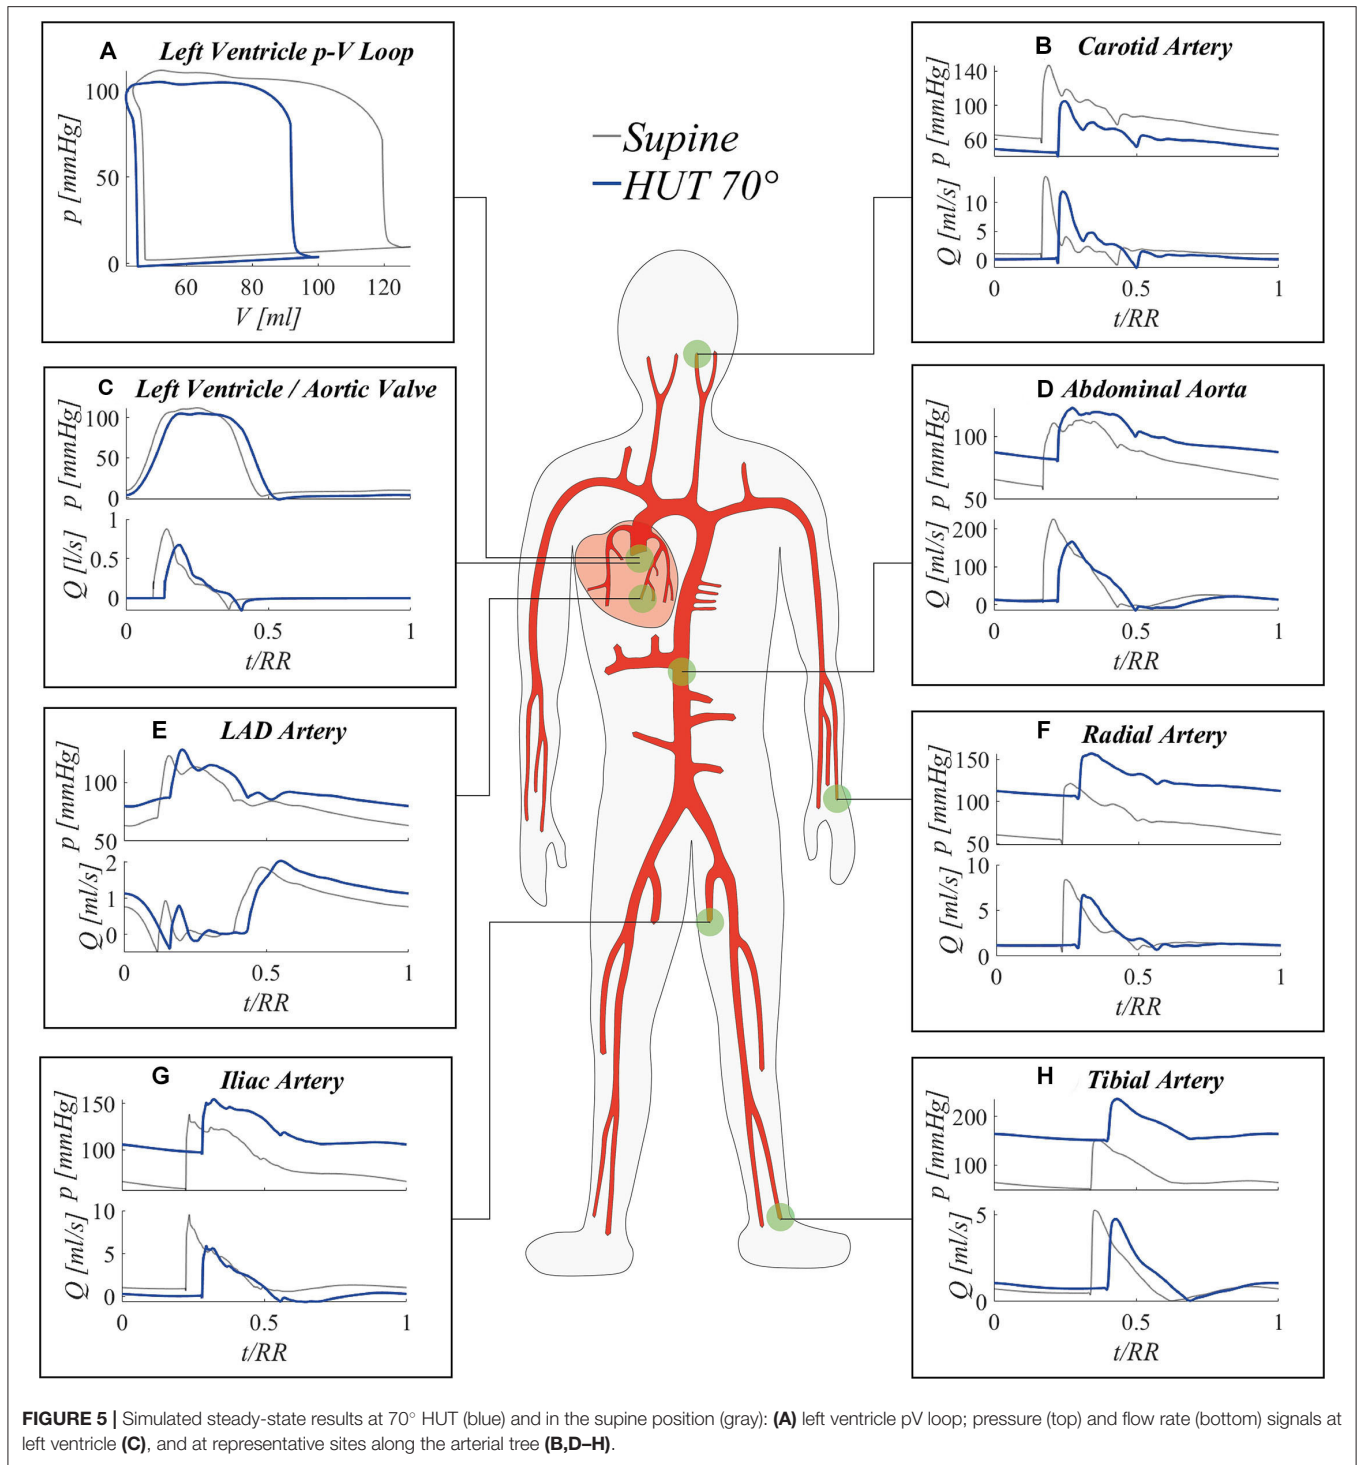 A Left Ventricle p-V Loop
p [mmHg]
100
50
0
60 80 100 120
V [ml]
Supine
HUT 70°
B Carotid Artery
p [mmHg]
140
100
60
Q [ml/s]
10
5
0
0 0.5 1
t/RR
C Left Ventricle / Aortic Valve
p [mmHg]
100
50
0
Q [l/s]
1
0.5
0
0 0.5 1
t/RR
D Abdominal Aorta
p [mmHg]
100
50
Q [ml/s]
200
100
0
0 0.5 1
t/RR
E LAD Artery
p [mmHg]
100
50
Q [ml/s]
2
1
0
0 0.5 1
t/RR
F Radial Artery
p [mmHg]
150
100
50
Q [ml/s]
10
5
0
0 0.5 1
t/RR
G Iliac Artery
p [mmHg]
150
100
Q [ml/s]
10
5
0
0 0.5 1
t/RR
H Tibial Artery
p [mmHg]
200
100
Q [ml/s]
5
0
0 0.5 1
t/RR
FIGURE 5 | Simulated steady-state results at 70° HUT (blue) and in the supine position (gray): (A) left ventricle pV loop; pressure (top) and flow rate (bottom) signals at
left ventricle (C), and at representative sites along the arterial tree (B,D–H).